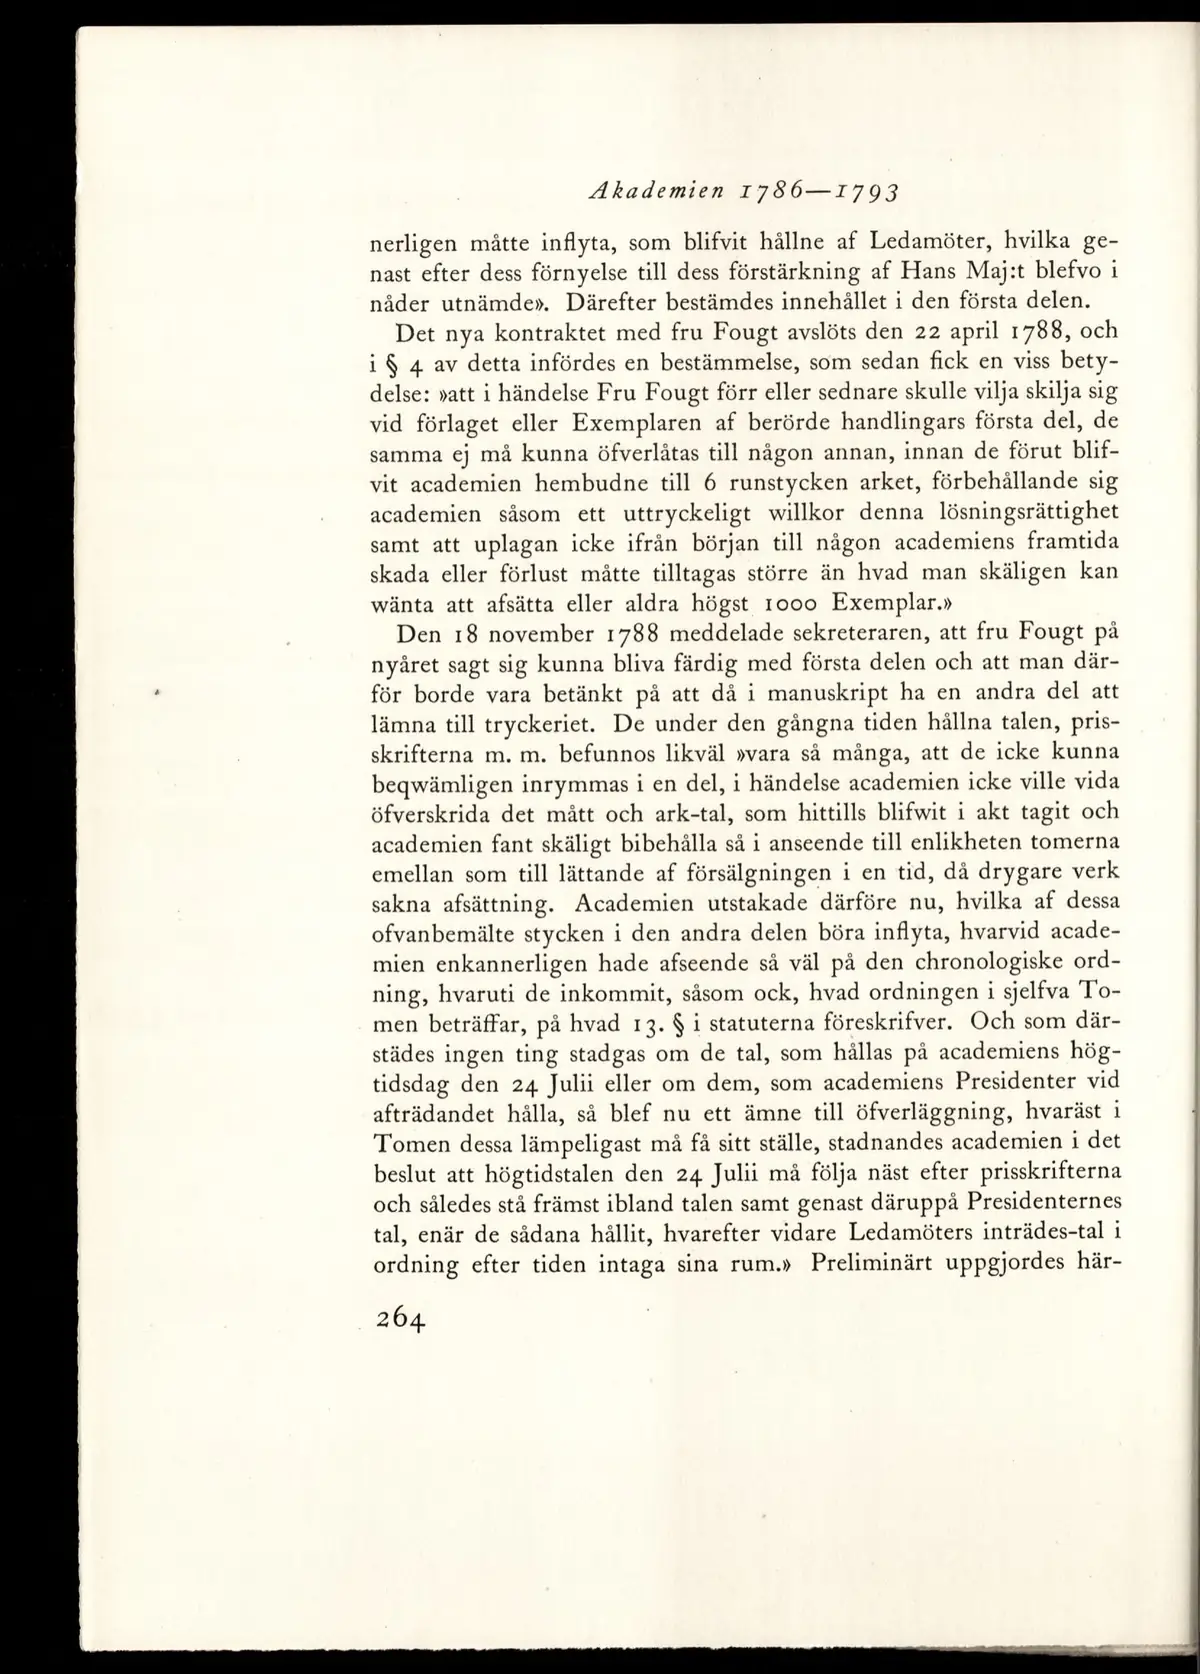 Akademien 1786—1793
nerligen måtte inflyta, som blifvit hållne af Ledamöter, hvilka ge-
nast efter dess förnyelse till dess förstärkning af Hans Maj:t blefvo i
nåder utnämde». Därefter bestämdes innehållet i den första delen.
Det nya kontraktet med fru Fougt avslöts den 22 april 1788, och
i § 4 av detta infördes en bestämmelse, som sedan fick en viss bety-
delse: »att i händelse Fru Fougt förr eller sednare skulle vilja skilja sig
vid förlaget eller Exemplaren af berörde handlingars första del, de
samma ej må kunna öfverlåtas till någon annan, innan de förut blif-
vit academien hembudne till 6 runstycken arket, förbehållande sig
academien såsom ett uttryckeligt willkor denna lösningsrättighet
samt att uplagan icke ifrån början till någon academiens framtida
skada eller förlust måtte tilltagas större än hvad man skäligen kan
wänta att afsätta eller aldra högst 1000 Exemplar.»
Den 18 november 1788 meddelade sekreteraren, att fru Fougt på
nyåret sagt sig kunna bliva färdig med första delen och att man där-
för borde vara betänkt på att då i manuskript ha en andra del att
lämna till tryckeriet. De under den gångna tiden hållna talen, pris-
skrifterna m. m. befunnos likväl »vara så många, att de icke kunna
beqwämligen inrymmas i en del, i händelse academien icke ville vida
öfverskrida det mått och ark-tal, som hittills blifwit i akt tagit och
academien fant skäligt bibehålla så i anseende till enlikheten tomerna
emellan som till lättande af försälgningen i en tid, då drygare verk
sakna afsättning. Academien utstakade därföre nu, hvilka af dessa
ofvanbemälte stycken i den andra delen böra inflyta, hvarvid acade-
mien enkannerligen hade afseende så väl på den chronologiske ord-
ning, hvaruti de inkommit, såsom ock, hvad ordningen i sjelfva To-
men beträffar, på hvad 13. § i statuterna föreskrifver. Och som där-
städes ingen ting stadgas om de tal, som hållas på academiens hög-
tidsdag den 24 Julii eller om dem, som academiens Presidenter vid
afträdandet hålla, så blef nu ett ämne till öfverläggning, hvaräst i
Tomen dessa lämpeligast må få sitt ställe, stadnandes academien i det
beslut att högtidstalen den 24 Julii må följa näst efter prisskrifterna
och således stå främst ibland talen samt genast däruppå Presidenternes
tal, enär de sådana hållit, hvarefter vidare Ledamöters inträdes-tal i
ordning efter tiden intaga sina rum.» Preliminärt uppgjordes här-
264